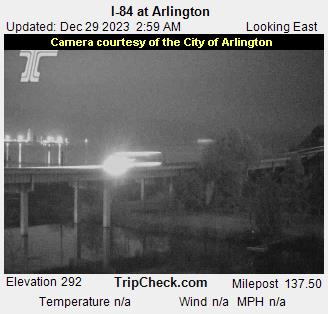 I-84 at Arlington
Updated: Dec 29 2023 2:59 AM Looking East
Camera courtesy of the City of Arlington
Elevation 292 TripCheck.com Milepost 137.50
Temperature n/a Wind n/a MPH n/a